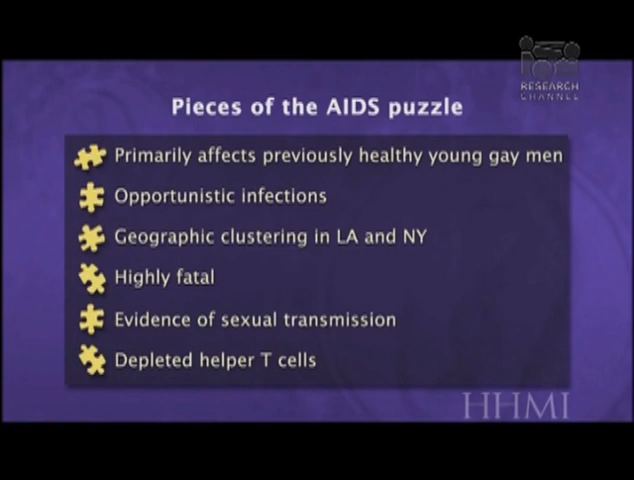 RESEARCH
CHANNEL
Pieces of the AIDS puzzle
Primarily affects previously healthy young gay men
Opportunistic infections
Geographic clustering in LA and NY
Highly fatal
Evidence of sexual transmission
Depleted helper T cells
HHMI